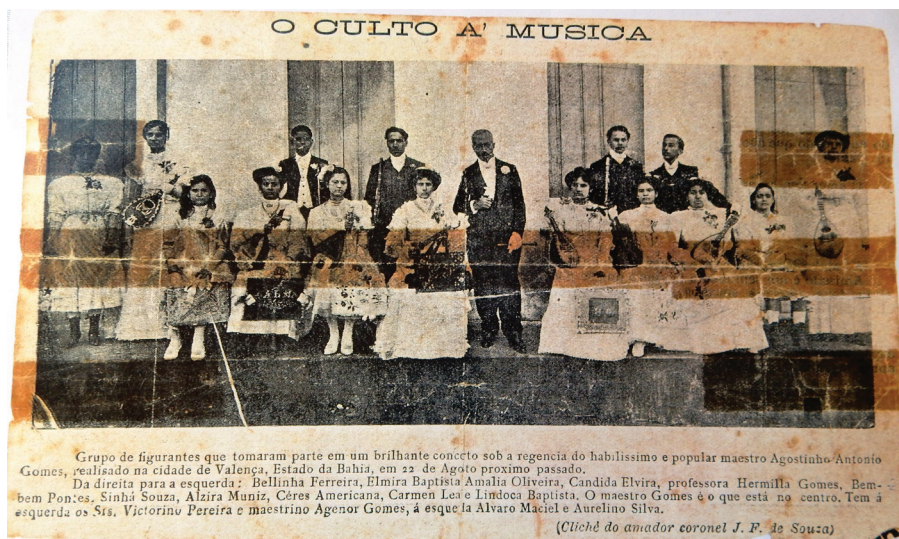 O CULTO A' MUSICA
Grupo de figurantes que tomaram parte em um brilhante conceto sob a regencia do habilissimo e popular maestro Agostinho Antonio
Gomes, realisado na cidade de Valença, Estado da Bahia, em 22 de Agoto proximo passado.
Da direita para a esquerda: Bellinha Ferreira, Elmira Baptista Amalia Oliveira, Candida Elvira, professora Hermilla Gomes, Bem-
bem Pontes. Sinhá Souza, Alzira Muniz, Céres Americana, Carmen Lea e Lindoca Baptista. O maestro Gomes é o que está no centro. Tem á
esquerda os Srs. Victorino Pereira e maestrino Agenor Gomes, á esque la Alvaro Maciel e Aurelino Silva.
(Cliché do amador coronel J. F. de Souza)